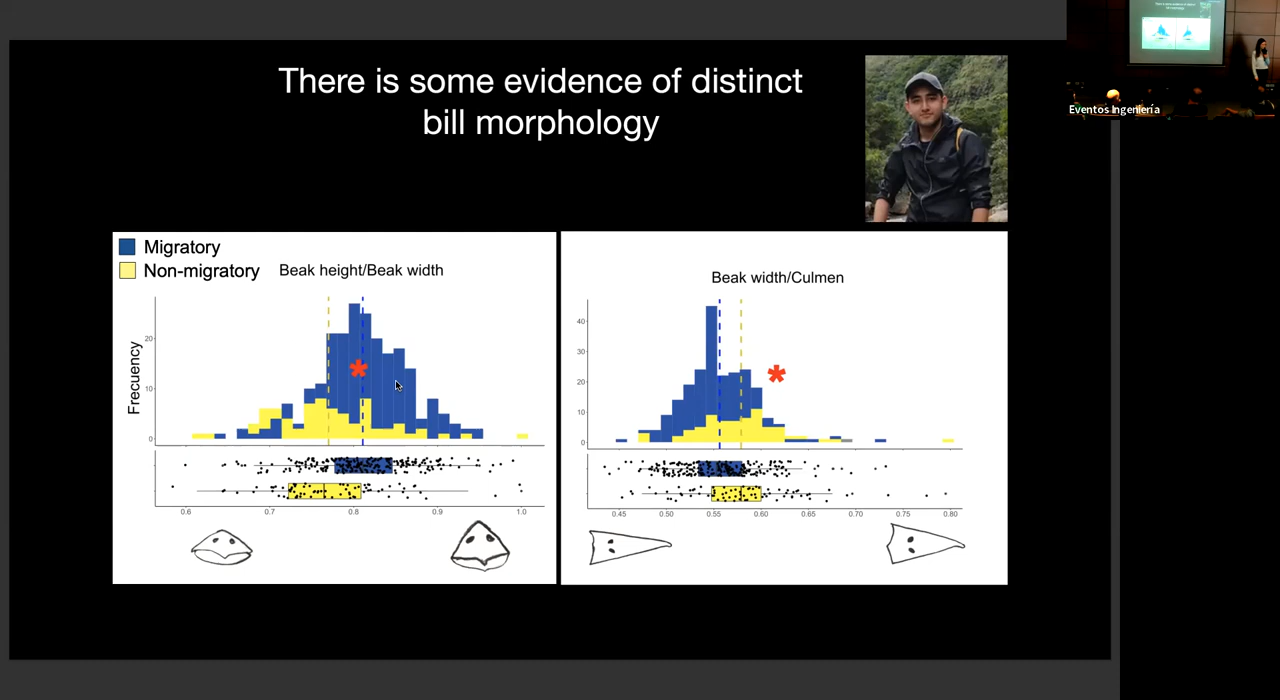 There is some evidence of distinct
bill morphology
Eventos Ingeniería
Migratory
Non-migratory
Beak height/Beak width
Frecuency
20
10
0
0.6 0.7 0.8 0.9 1.0
Beak width/Culmen
40
30
20
10
0
0.45 0.50 0.55 0.60 0.65 0.70 0.75 0.80